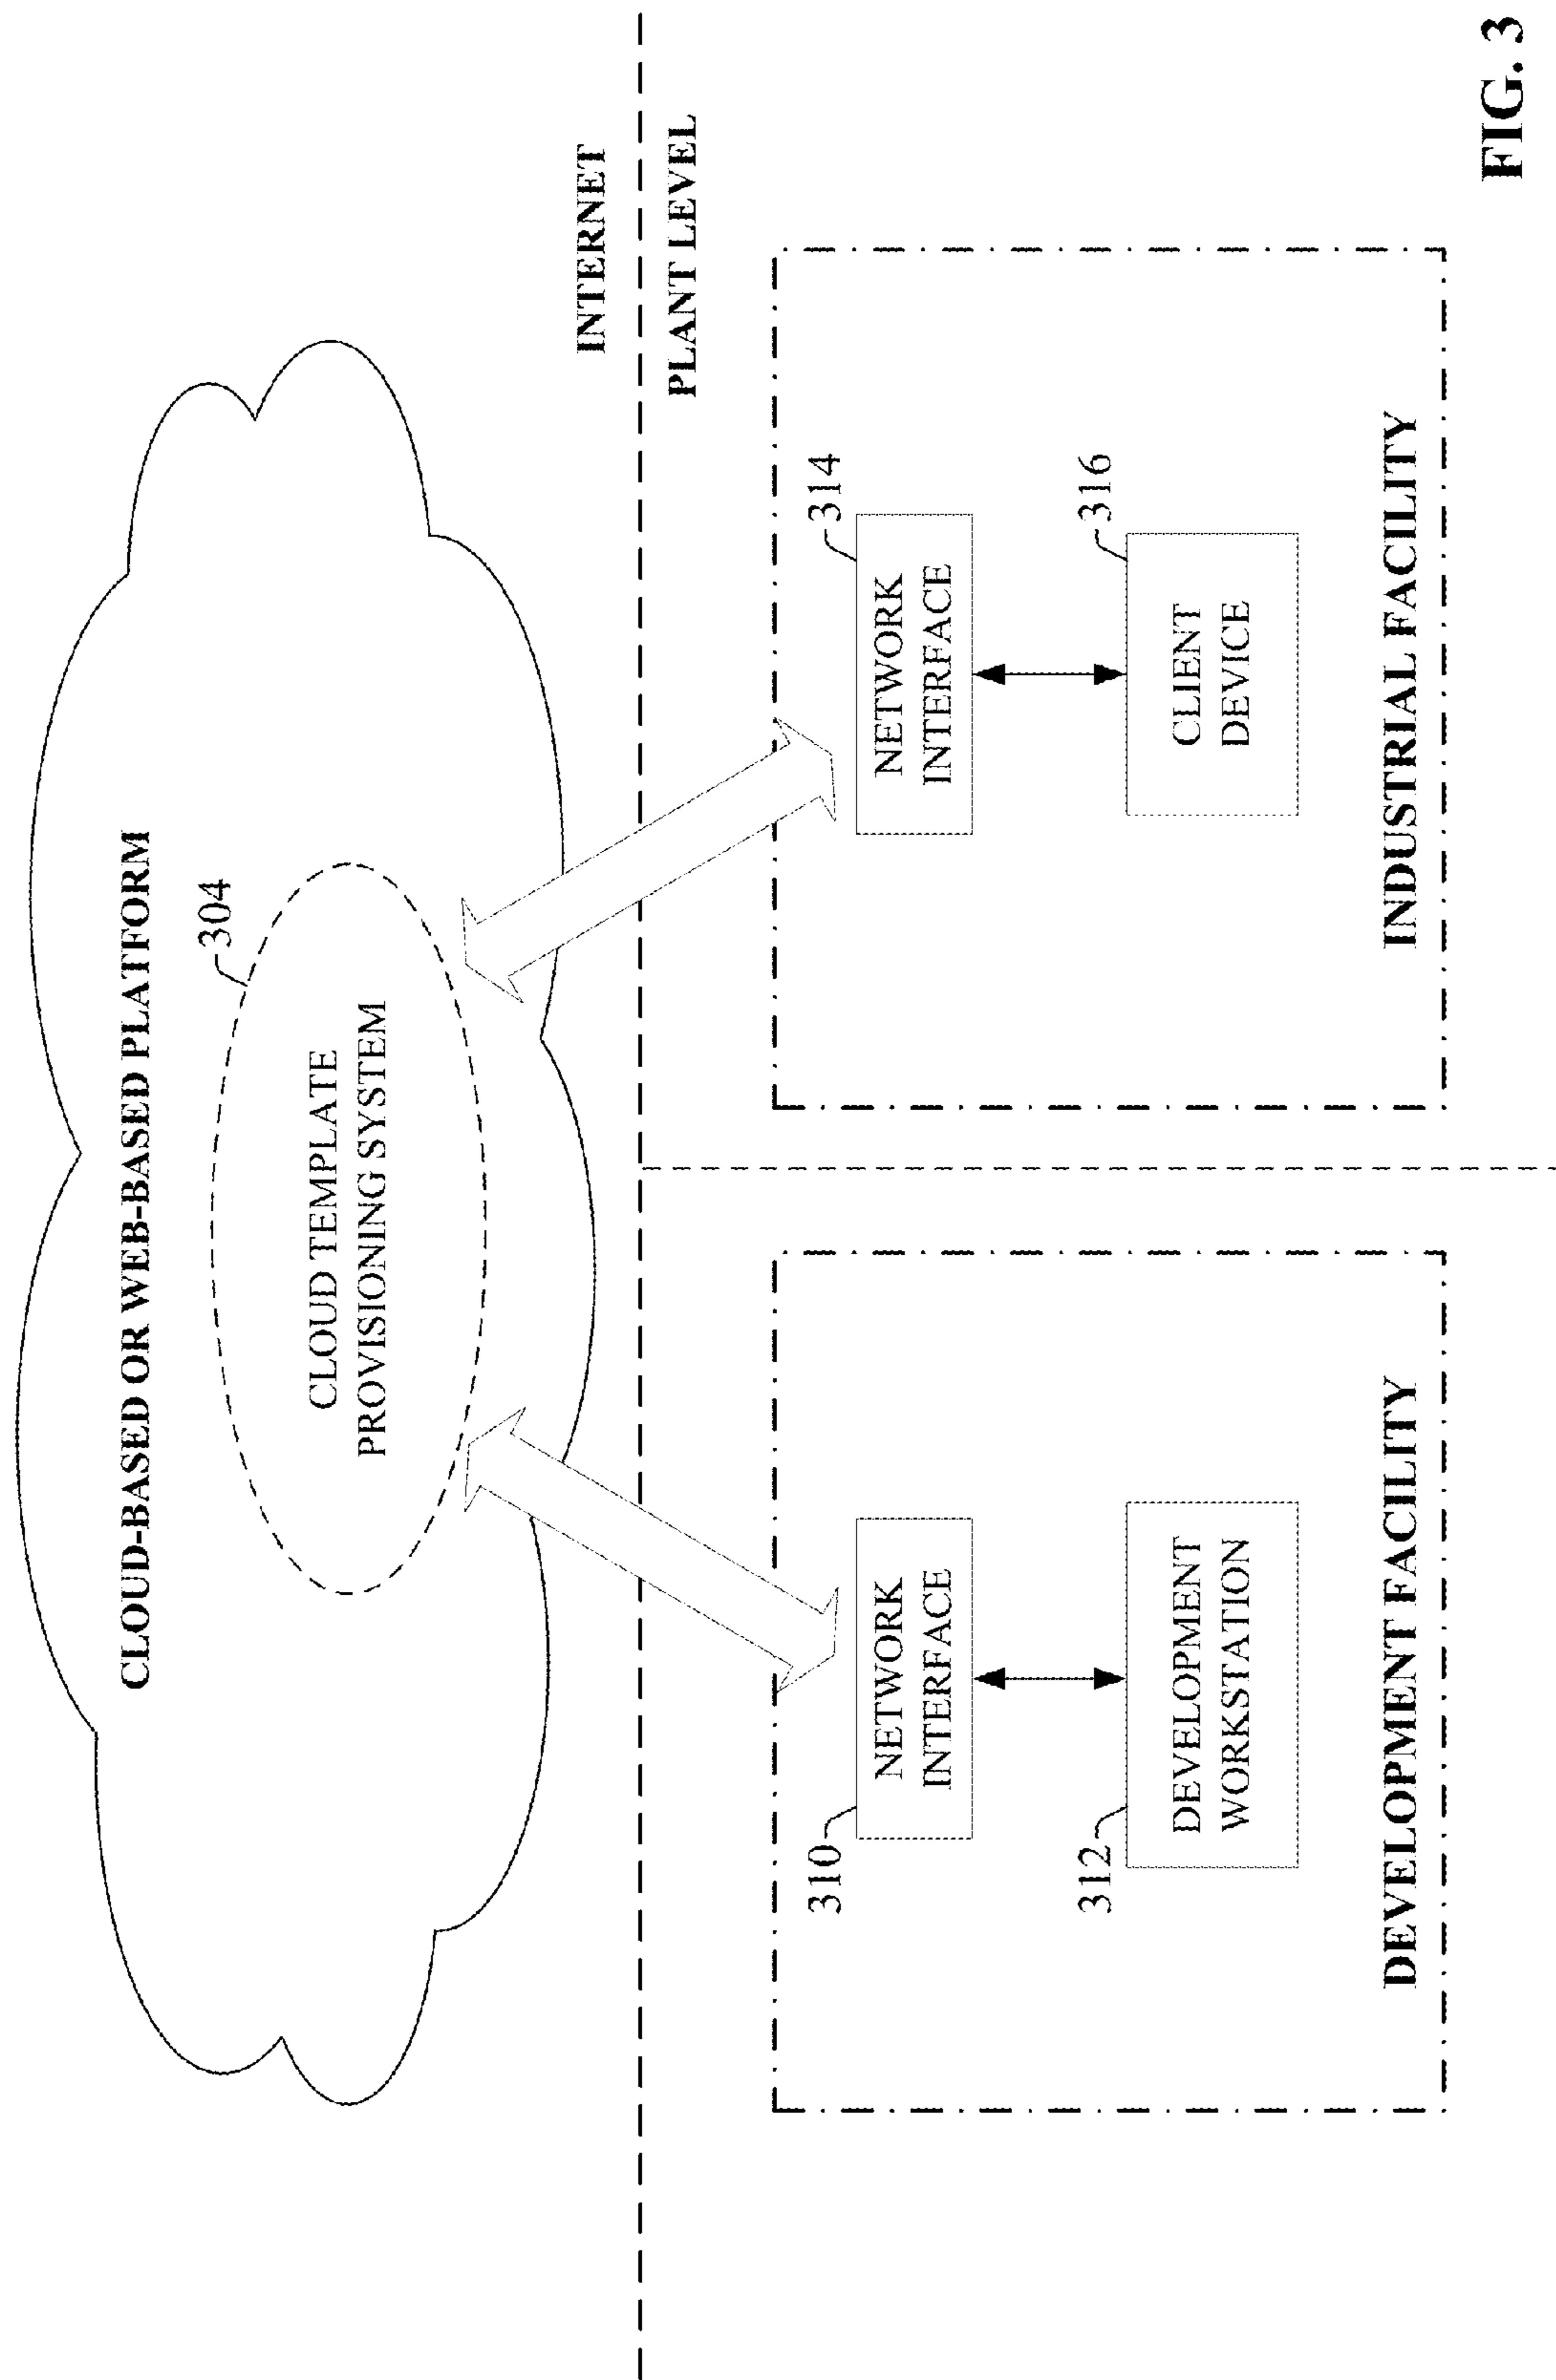 CLOUD-BASED OR WEB-BASED PLATFORM
304
CLOUD TEMPLATE
PROVISIONING SYSTEM
INTERNET
PLANT LEVEL
310
NETWORK
INTERFACE
312
DEVELOPMENT
WORKSTATION
DEVELOPMENT FACILITY
314
NETWORK
INTERFACE
316
CLIENT
DEVICE
INDUSTRIAL FACILITY
FIG. 3